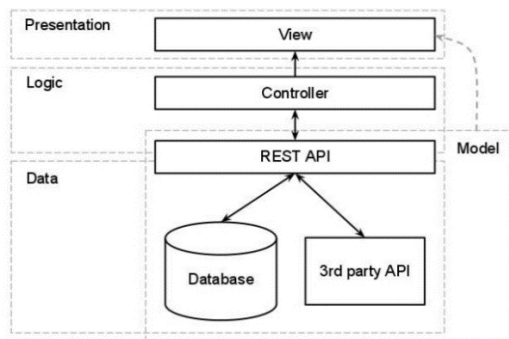 Presentation
View
Logic
Controller
REST API
Model
Data
Database
3rd party API